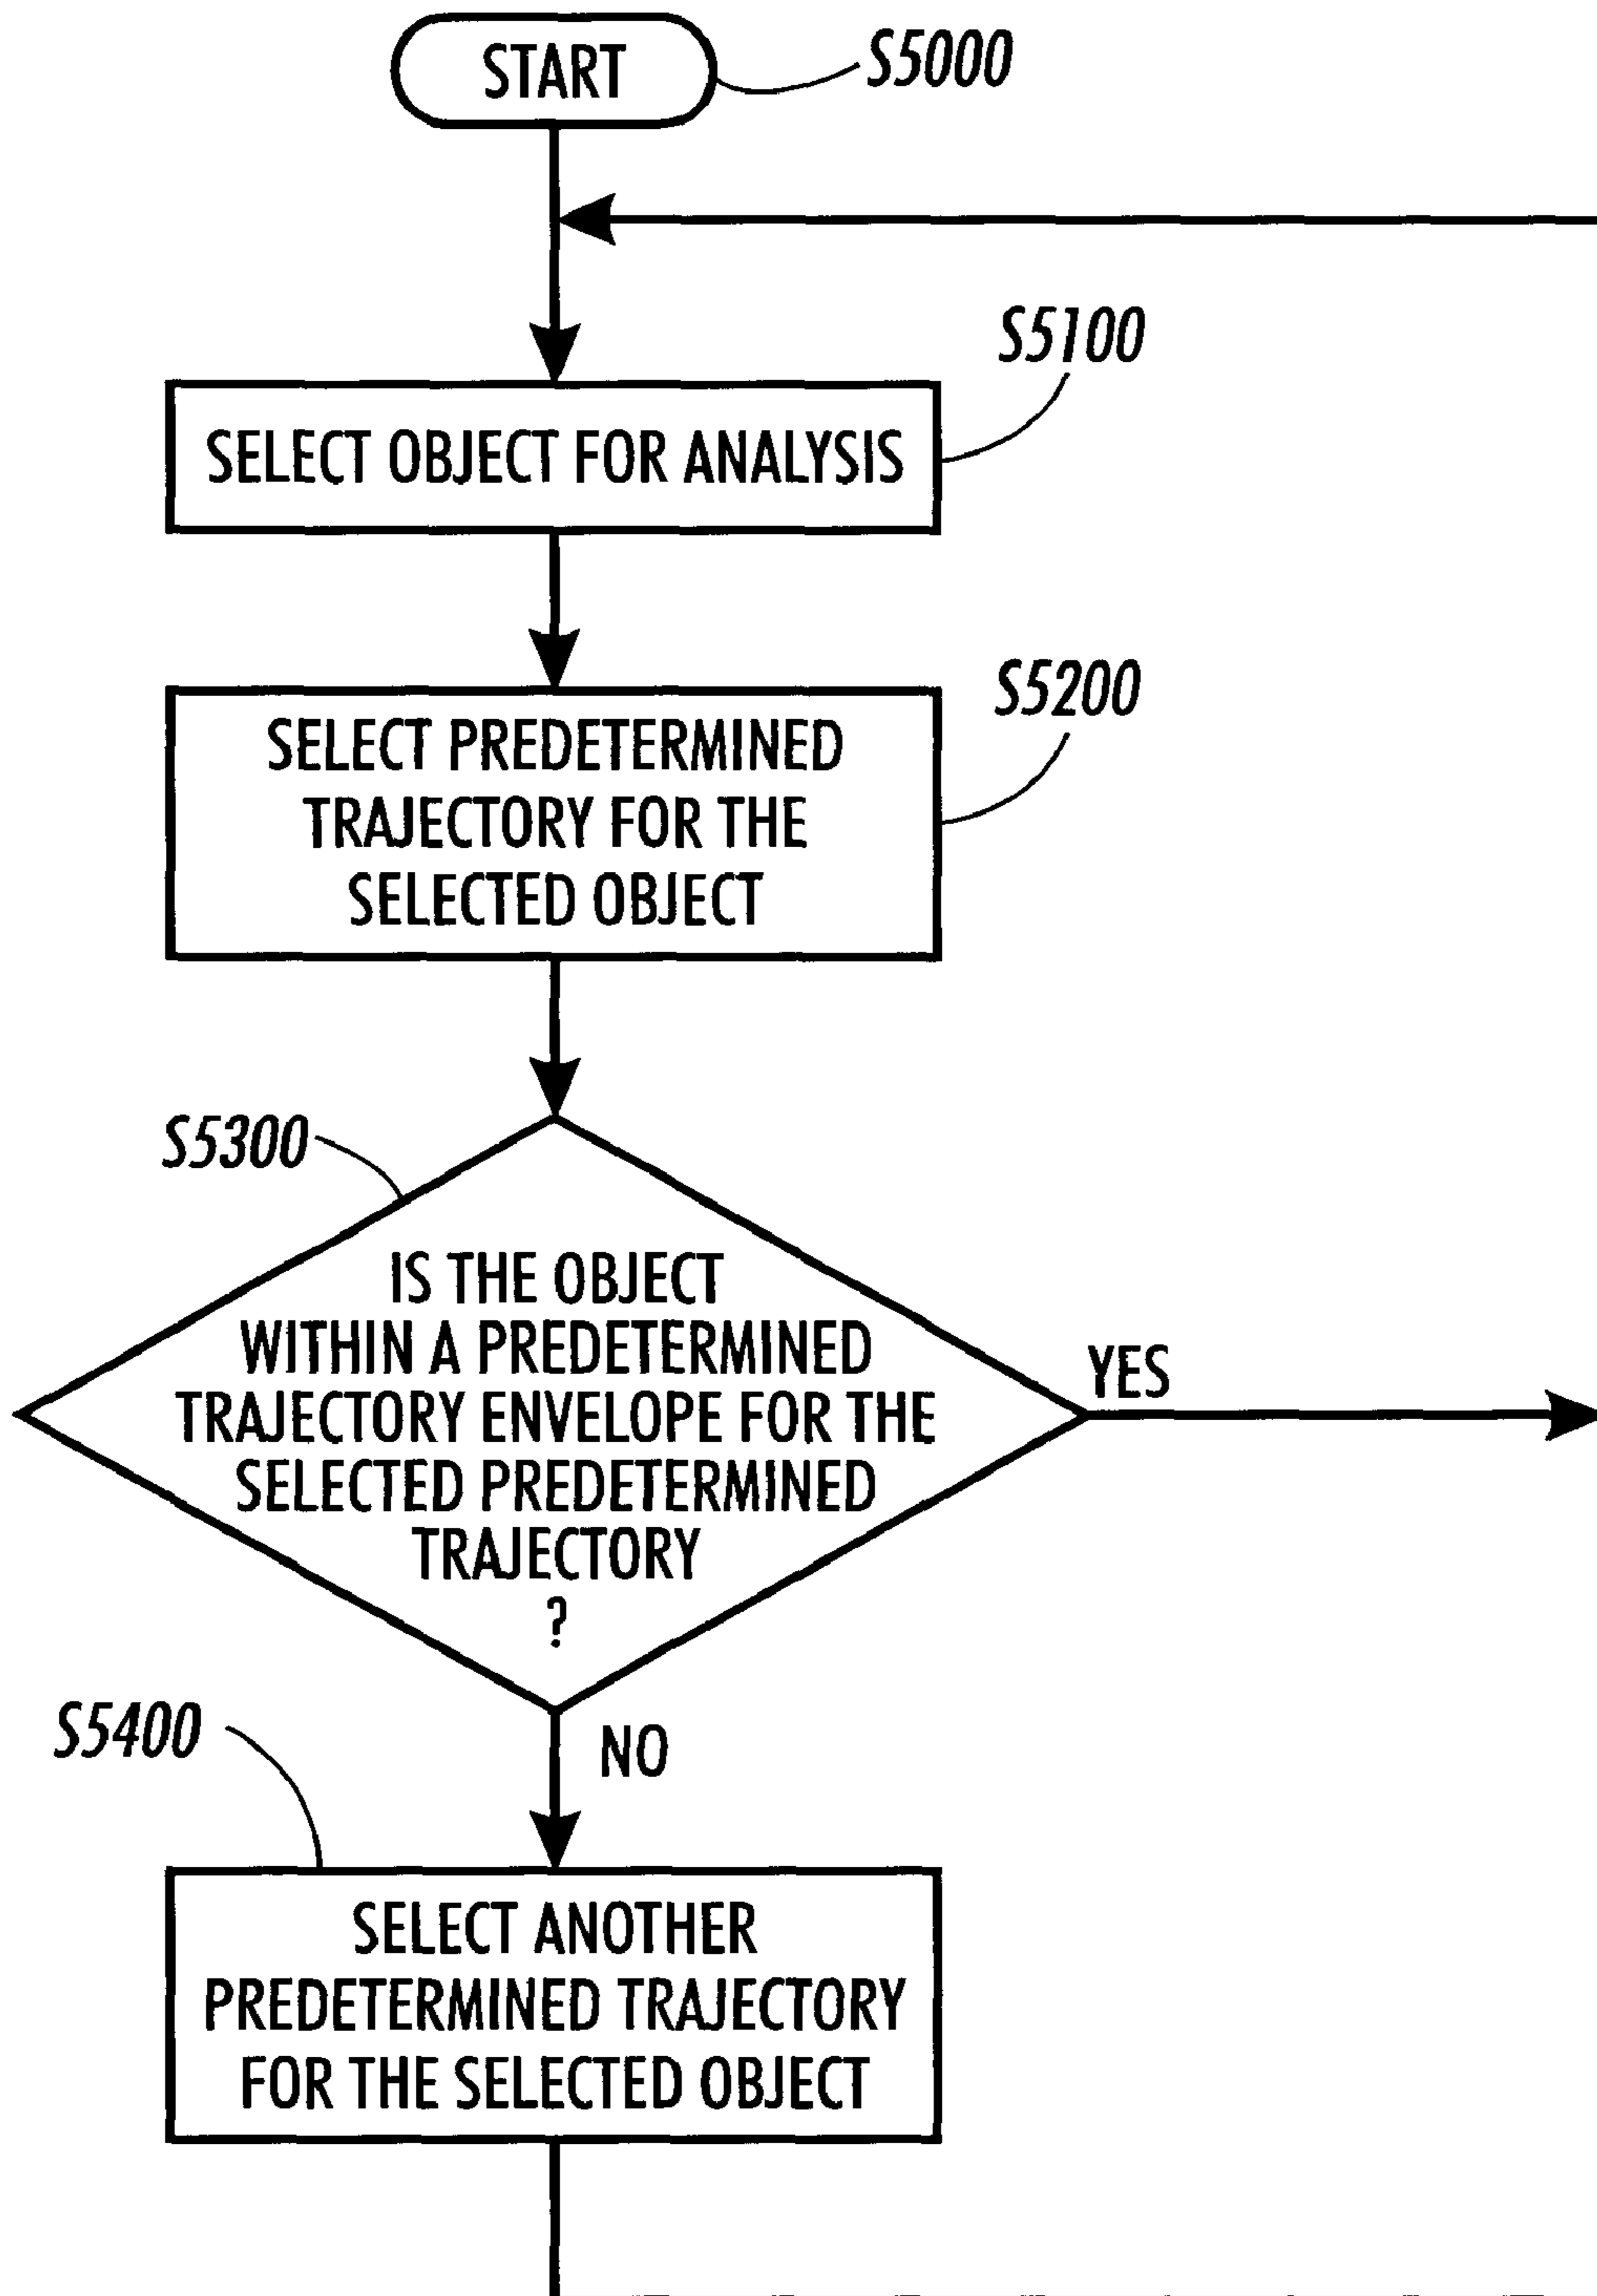 START
S5000
S5100
SELECT OBJECT FOR ANALYSIS
S5200
SELECT PREDETERMINED
TRAJECTORY FOR THE
SELECTED OBJECT
S5300
IS THE OBJECT
WITHIN A PREDETERMINED
TRAJECTORY ENVELOPE FOR THE
SELECTED PREDETERMINED
TRAJECTORY
?
YES
NO
S5400
SELECT ANOTHER
PREDETERMINED TRAJECTORY
FOR THE SELECTED OBJECT